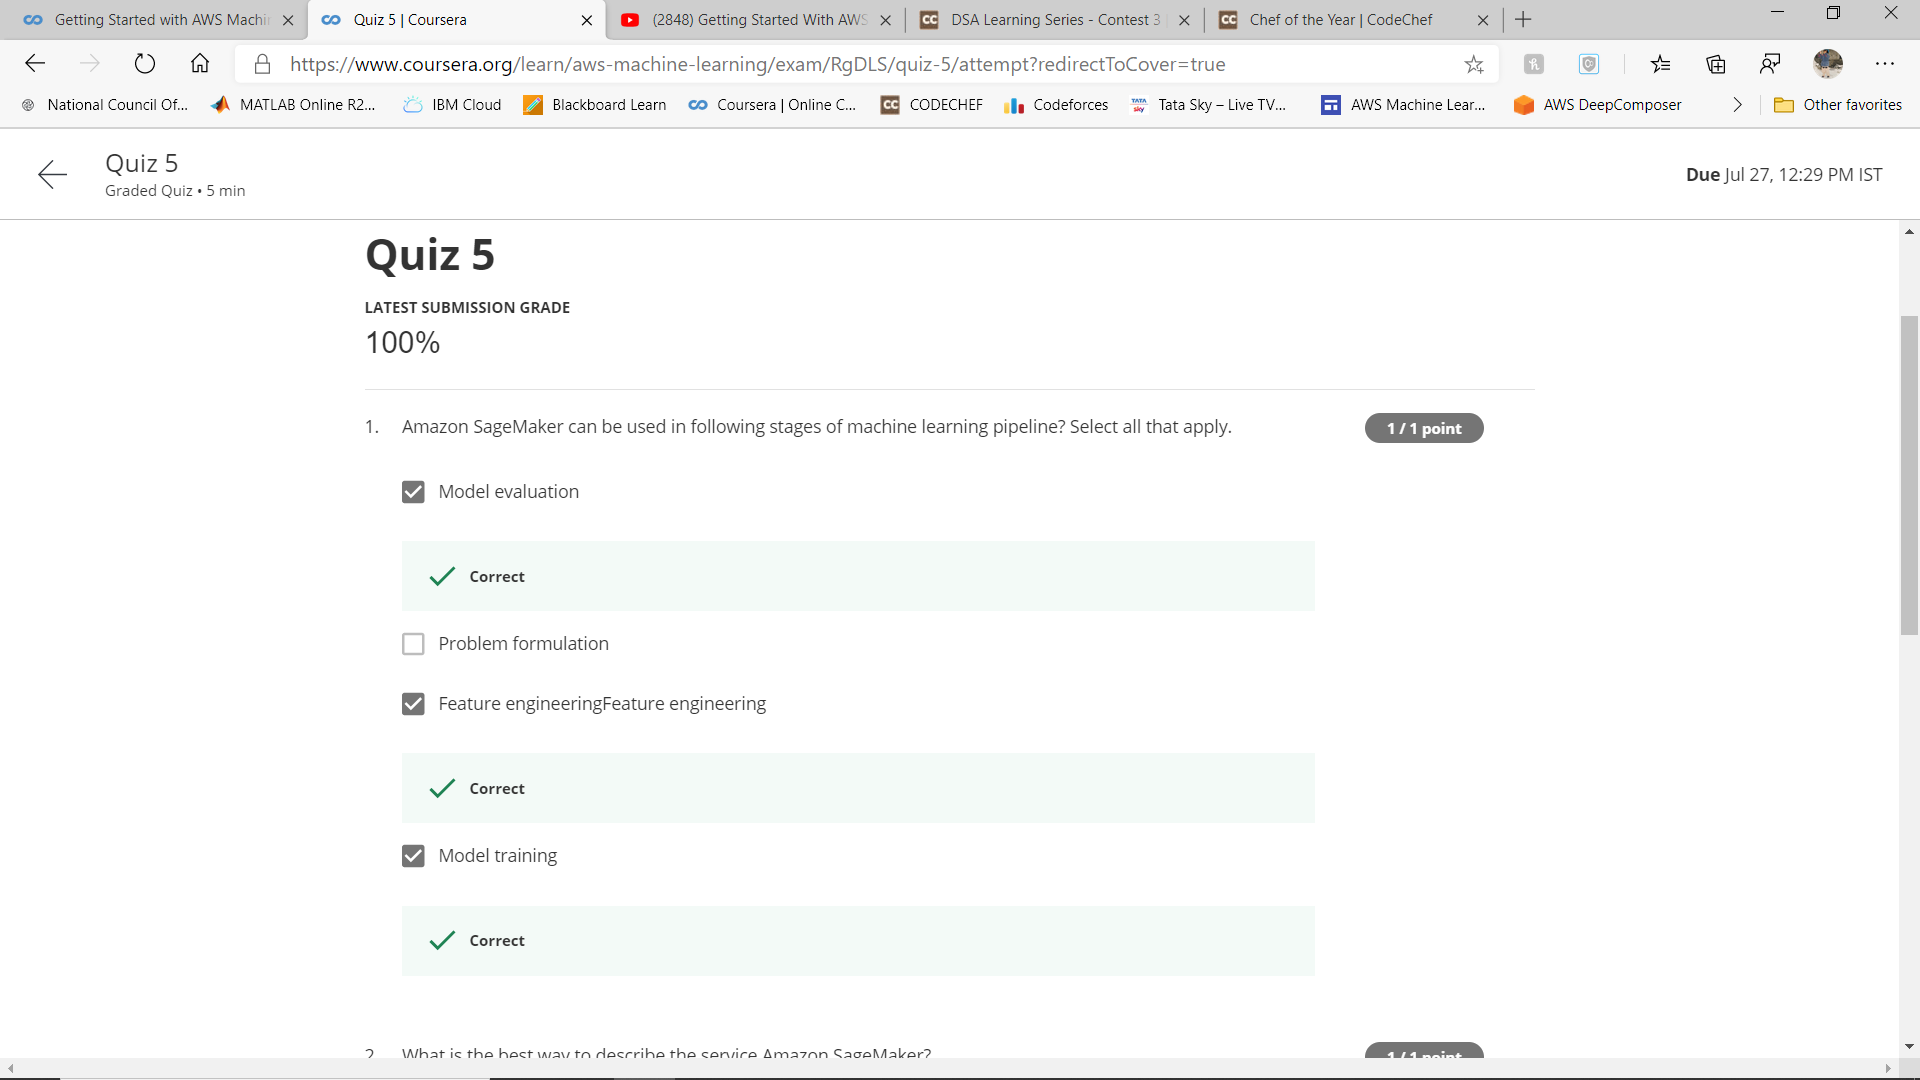 Getting Started with AWS Machin
Quiz 5 | Coursera
(2848) Getting Started With AWS
CC DSA Learning Series - Contest 3 |
CC Chef of the Year | CodeChef
https://www.coursera.org/learn/aws-machine-learning/exam/RgDLS/quiz-5/attempt?redirectToCover=true
National Council Of...
MATLAB Online R2...
IBM Cloud
Blackboard Learn
Coursera | Online C...
CC CODECHEF
Codeforces
TATA sky Tata Sky – Live TV...
AWS Machine Lear...
AWS DeepComposer
Other favorites
Quiz 5
Graded Quiz • 5 min
Due Jul 27, 12:29 PM IST
Quiz 5
LATEST SUBMISSION GRADE
100%
1. Amazon SageMaker can be used in following stages of machine learning pipeline? Select all that apply.
1 / 1 point
Model evaluation
Correct
Problem formulation
Feature engineeringFeature engineering
Correct
Model training
Correct
2. What is the best way to describe the service Amazon SageMaker?
1 / 1 point